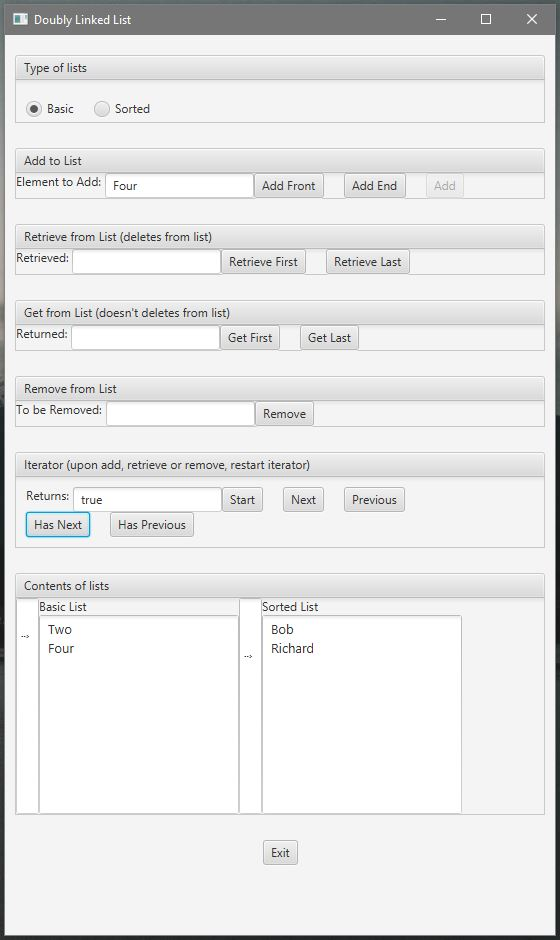 Doubly Linked List
Type of lists
Basic Sorted
Add to List
Element to Add: Four Add Front Add End Add
Retrieve from List (deletes from list)
Retrieved: Retrieve First Retrieve Last
Get from List (doesn't deletes from list)
Returned: Get First Get Last
Remove from List
To be Removed: Remove
Iterator (upon add, retrieve or remove, restart iterator)
Returns: true Start Next Previous
Has Next Has Previous
Contents of lists
Basic List Sorted List
--> Two Bob
Four --> Richard
Exit